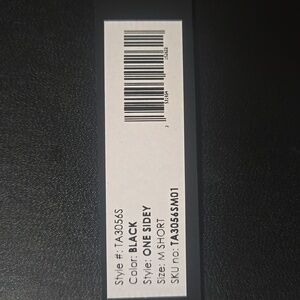 Style #: TA3056S
Color: BLACK
Style: ONE SIDEY
Size: M SHORT
SKU no: TA3056SM01